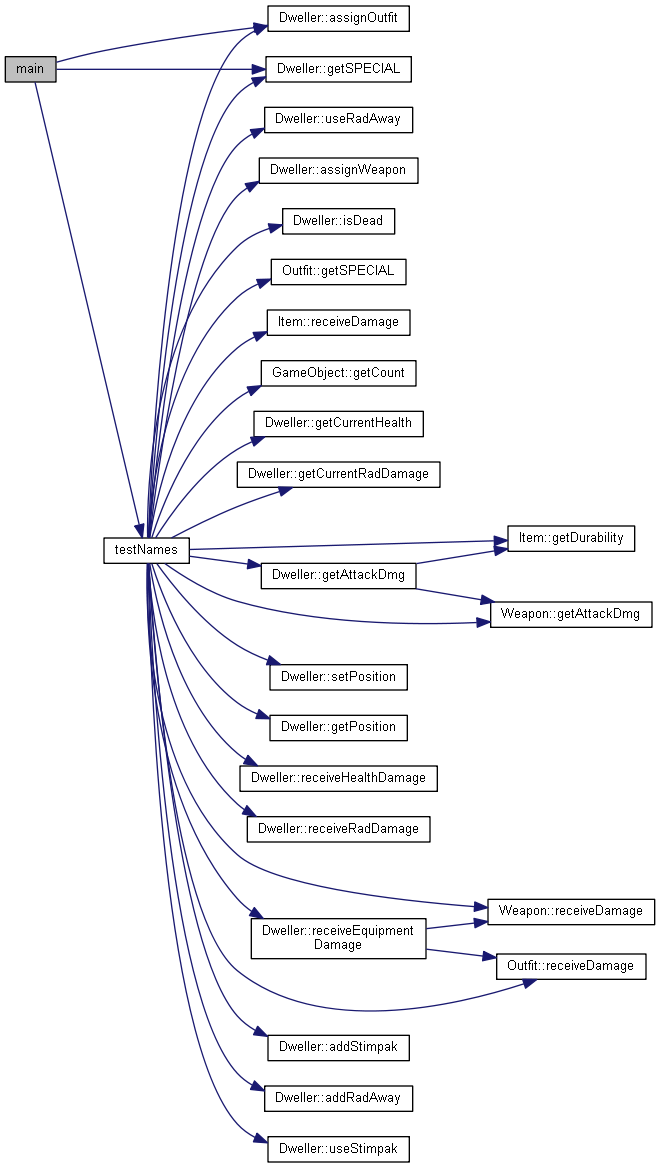 Dweller::assignOutfit
main
Dweller::getSPECIAL
Dweller::useRadAway
Dweller::assignWeapon
Dweller::isDead
Outfit::getSPECIAL
Item::receiveDamage
GameObject::getCount
Dweller::getCurrentHealth
Dweller::getCurrentRadDamage
testNames
Item::getDurability
Dweller::getAttackDmg
Weapon::getAttackDmg
Dweller::setPosition
Dweller::getPosition
Dweller::receiveHealthDamage
Dweller::receiveRadDamage
Weapon::receiveDamage
Dweller::receiveEquipment
Damage
Outfit::receiveDamage
Dweller::addStimpak
Dweller::addRadAway
Dweller::useStimpak